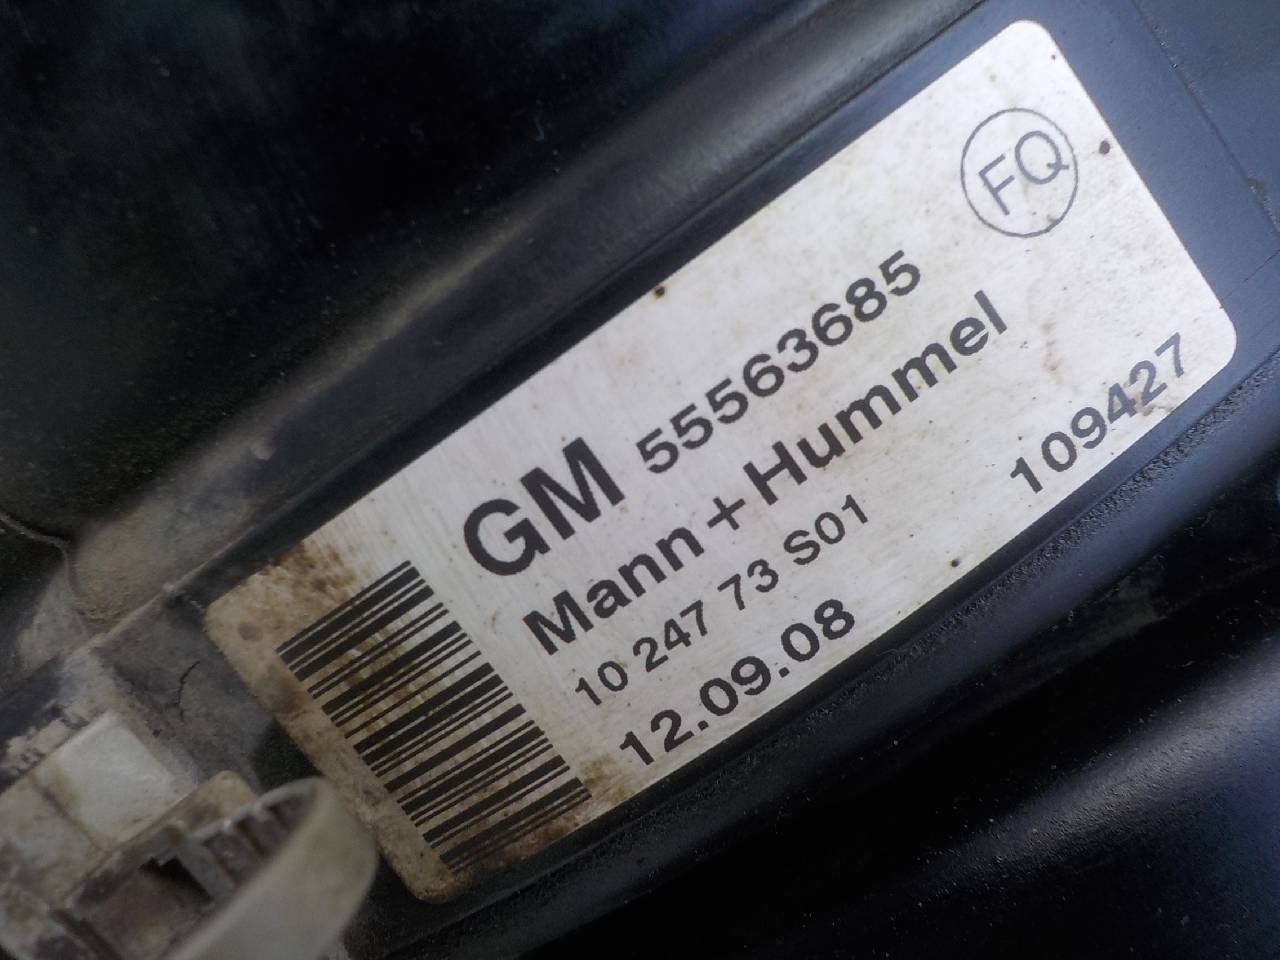 FQ
GM 55563685
Mann+Hummel
10 247 73 S01
109427
12.09.08